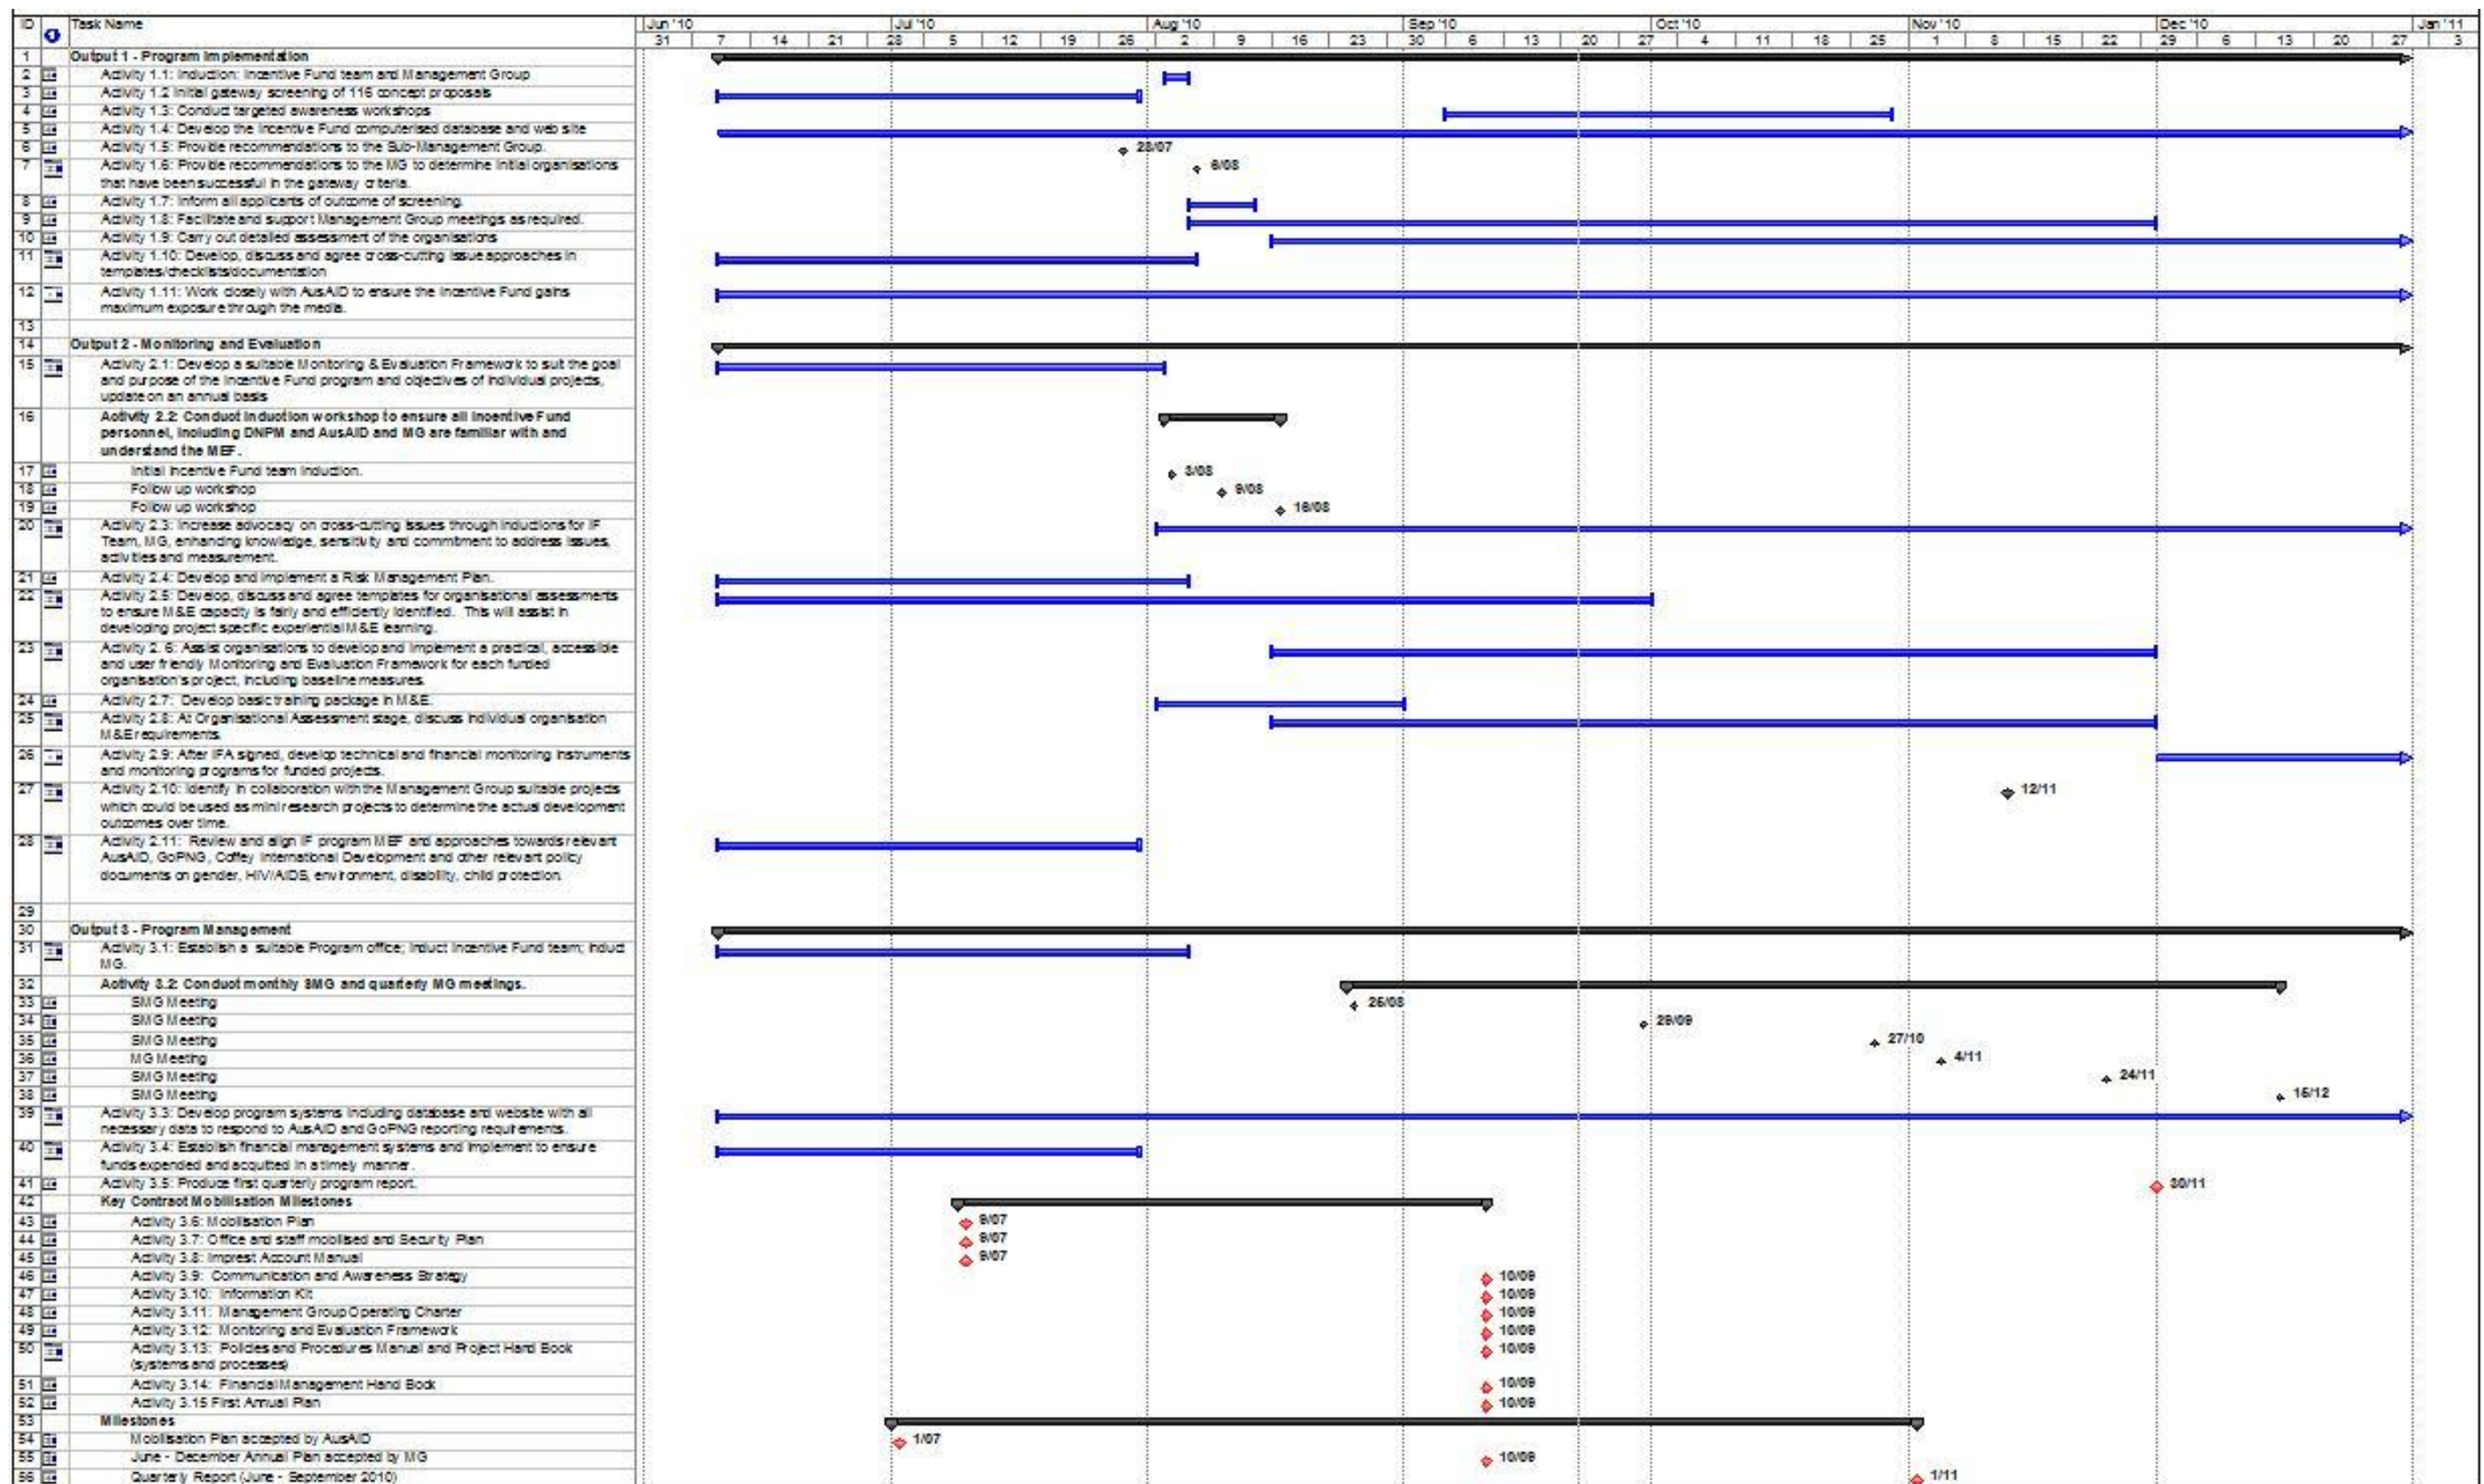 ID Task Name Jun '10 Jul '10 Aug '10 Sep '10 Oct '10 Nov '10 Dec '10 Jan '11
31 7 14 21 28 5 12 19 26 2 9 16 23 30 6 13 20 27 4 11 18 25 1 8 15 22 29 6 13 20 27 3
1 Output 1 - Program Implementation
2 Activity 1.1: Induction: Incentive Fund team and Management Group
3 Activity 1.2 Initial gateway screening of 116 concept proposals
4 Activity 1.3: Conduct targeted awareness workshops
5 Activity 1.4: Develop the Incentive Fund computerised database and web site
6 Activity 1.5: Provide recommendations to the Sub-Management Group. 28/07
7 Activity 1.6: Provide recommendations to the MG to determine initial organisations 6/08
that have been successful in the gateway criteria.
8 Activity 1.7: Inform all applicants of outcome of screening.
9 Activity 1.8: Facilitate and support Management Group meetings as required.
10 Activity 1.9: Carry out detailed assessment of the organisations
11 Activity 1.10: Develop, discuss and agree cross-cutting issue approaches in
templates/checklists/documentation
12 Activity 1.11: Work closely with AusAID to ensure the Incentive Fund gains
maximum exposure through the media.
13
14 Output 2 - Monitoring and Evaluation
15 Activity 2.1: Develop a suitable Monitoring & Evaluation Framework to suit the goal
and purpose of the Incentive Fund program and objectives of individual projects,
update on an annual basis
16 Activity 2.2: Conduct induction workshop to ensure all Incentive Fund
personnel, including DNPM and AusAID and MG are familiar with and
understand the MEF.
17 Initial Incentive Fund team induction. 3/08
18 Follow up workshop 9/08
19 Follow up workshop 16/08
20 Activity 2.3: Increase advocacy on cross-cutting issues through inductions for IF
Team, MG, enhancing knowledge, sensitivity and commitment to address issues,
activities and measurement.
21 Activity 2.4: Develop and implement a Risk Management Plan.
22 Activity 2.5: Develop, discuss and agree templates for organisational assessments
to ensure M&E capacity is fairly and efficiently identified. This will assist in
developing project specific experiential M&E learning.
23 Activity 2. 6: Assist organisations to develop and implement a practical, accessible
and user friendly Monitoring and Evaluation Framework for each funded
organisation's project, including baseline measures.
24 Activity 2.7: Develop basic training package in M&E.
25 Activity 2.8: At Organisational Assessment stage, discuss individual organisation
M&E requirements.
26 Activity 2.9: After IFA signed, develop technical and financial monitoring instruments
and monitoring programs for funded projects.
27 Activity 2.10: Identify in collaboration with the Management Group suitable projects 12/11
which could be used as mini research projects to determine the actual development
outcomes over time.
28 Activity 2.11: Review and align IF program MEF and approaches towards relevant
AusAID, GoPNG, Coffey International Development and other relevant policy
documents on gender, HIV/AIDS, environment, disability, child protection.
29
30 Output 3 - Program Management
31 Activity 3.1: Establish a suitable Program office; Induct Incentive Fund team; Induct
MG.
32 Activity 3.2: Conduct monthly SMG and quarterly MG meetings.
33 SMG Meeting 25/08
34 SMG Meeting 29/09
35 SMG Meeting 27/10
36 MG Meeting 4/11
37 SMG Meeting 24/11
38 SMG Meeting 15/12
39 Activity 3.3: Develop program systems including database and website with all
necessary data to respond to AusAID and GoPNG reporting requirements.
40 Activity 3.4: Establish financial management systems and implement to ensure
funds expended and acquitted in a timely manner.
41 Activity 3.5: Produce first quarterly program report. 30/11
42 Key Contract Mobilisation Milestones
43 Activity 3.6: Mobilisation Plan 9/07
44 Activity 3.7: Office and staff mobilised and Security Plan 9/07
45 Activity 3.8: Imprest Account Manual 9/07
46 Activity 3.9: Communication and Awareness Strategy 10/09
47 Activity 3.10: Information Kit 10/09
48 Activity 3.11: Management Group Operating Charter 10/09
49 Activity 3.12: Monitoring and Evaluation Framework 10/09
50 Activity 3.13: Policies and Procedures Manual and Project Hand Book 10/09
(systems and processes)
51 Activity 3.14: Financial Management Hand Book 10/09
52 Activity 3.15 First Annual Plan 10/09
53 Milestones
54 Mobilisation Plan accepted by AusAID 1/07
55 June - December Annual Plan accepted by MG 10/09
56 Quarterly Report (June - September 2010) 1/11